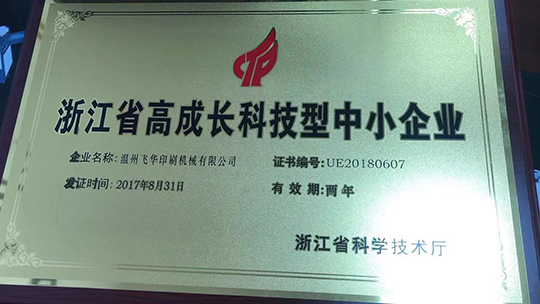 CTP
浙江省高成长科技型中小企业
企业名称:温州飞华印刷机械有限公司 证书编号:UE20180607
发证时间:2017年8月31日 有效期:两年
浙江省科学技术厅